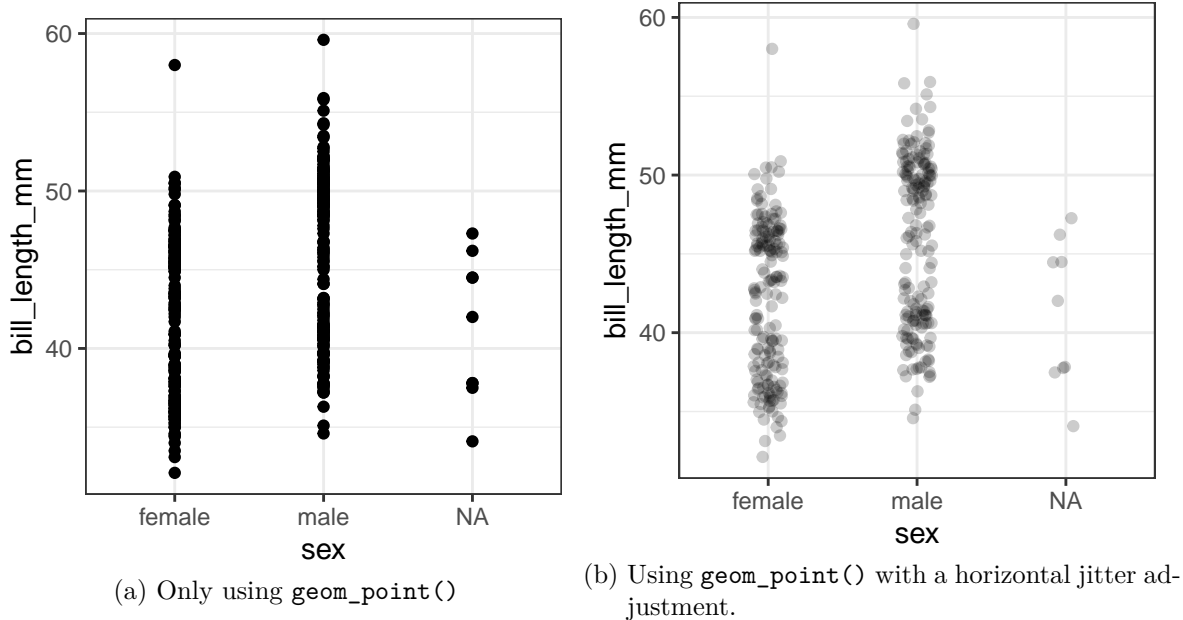 60
50
40
bill_length_mm
female
male
NA
sex
(a) Only using geom_point()
60
50
40
bill_length_mm
female
male
NA
sex
(b) Using geom_point() with a horizontal jitter ad-
justment.